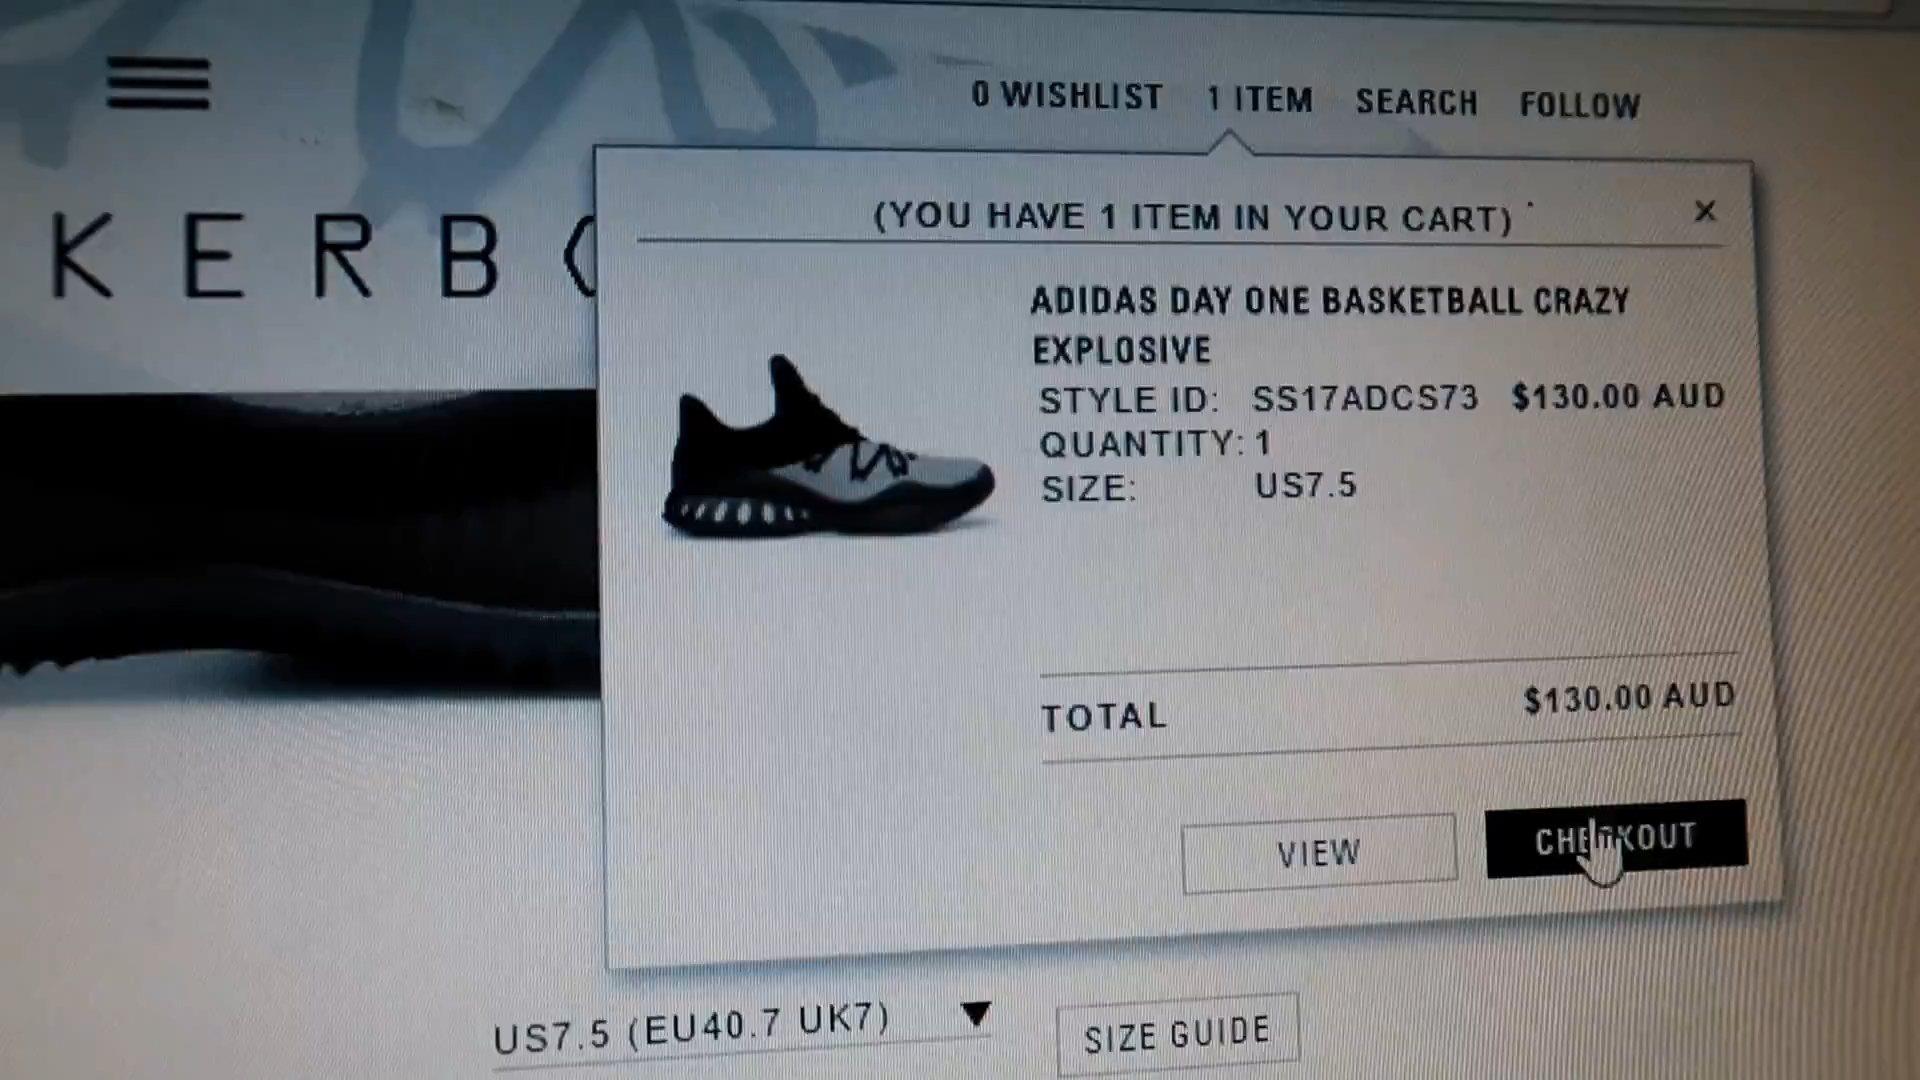 0 WISHLIST 1 ITEM SEARCH FOLLOW
KERB
(YOU HAVE 1 ITEM IN YOUR CART)
X
ADIDAS DAY ONE BASKETBALL CRAZY
EXPLOSIVE
STYLE ID: SS17ADCS73 $130.00 AUD
QUANTITY: 1
SIZE: US7.5
TOTAL $130.00 AUD
VIEW CHECKOUT
US7.5 (EU40.7 UK7)
SIZE GUIDE